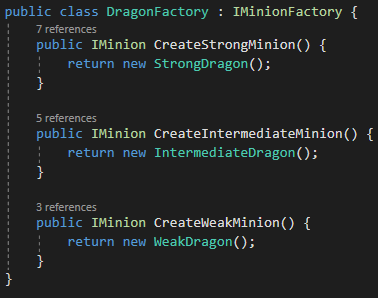 public class DragonFactory : IMinionFactory {
7 references
public IMinion CreateStrongMinion() {
return new StrongDragon();
}
5 references
public IMinion CreateIntermediateMinion() {
return new IntermediateDragon();
}
3 references
public IMinion CreateWeakMinion() {
return new WeakDragon();
}
}